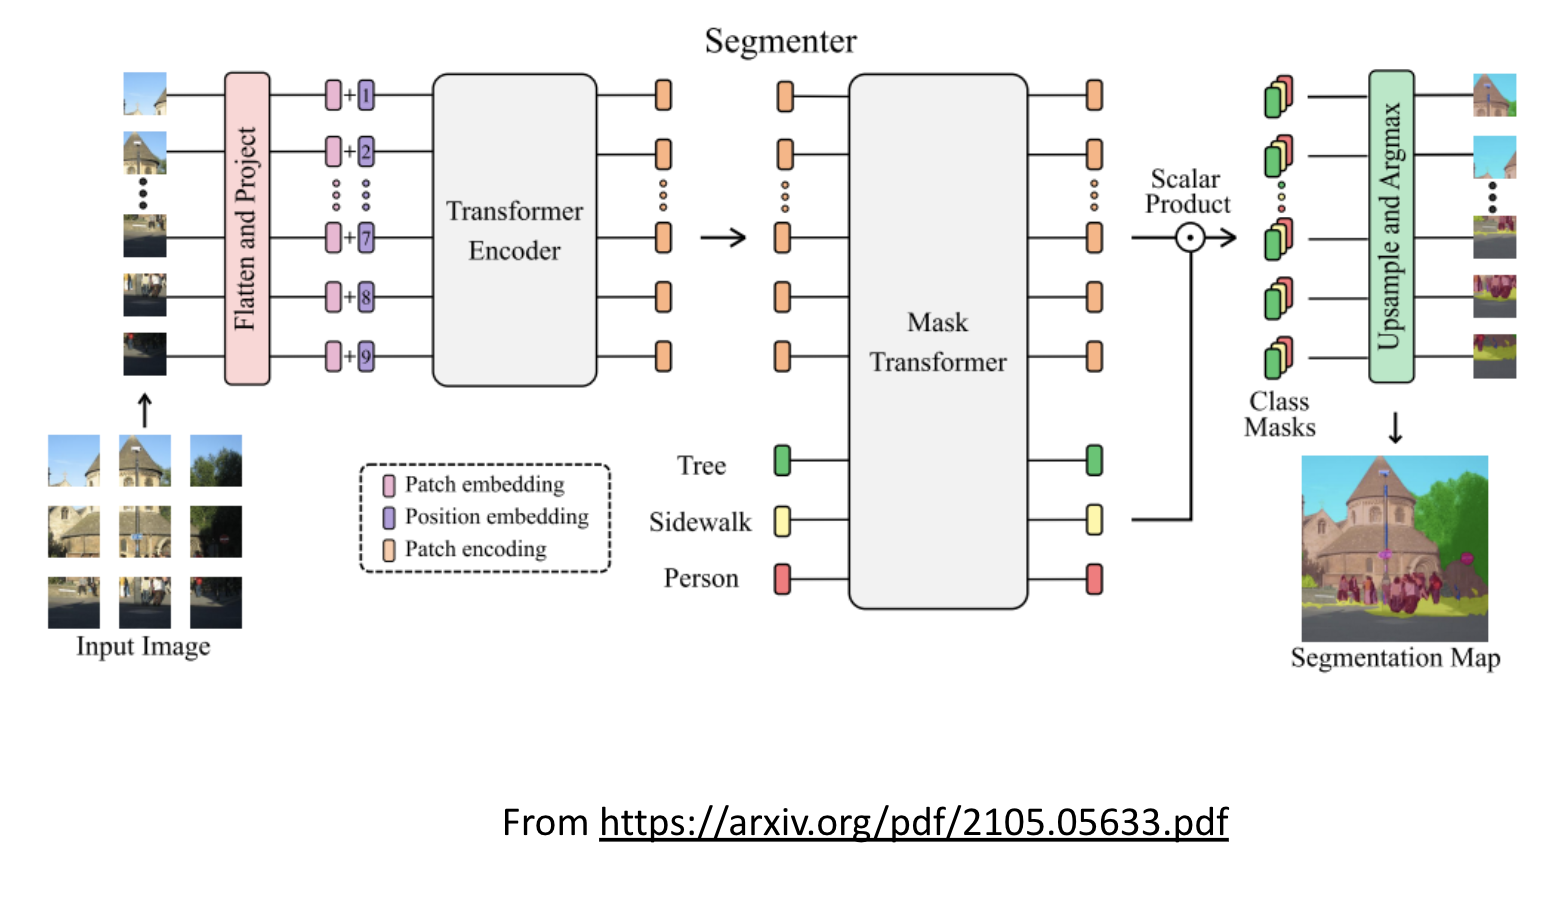 Segmenter
Flatten and Project
+1
+2
+7
+8
+9
Transformer
Encoder
Mask
Transformer
Scalar
Product
Class
Masks
Upsample and Argmax
Input Image
Patch embedding
Position embedding
Patch encoding
Tree
Sidewalk
Person
Segmentation Map
From https://arxiv.org/pdf/2105.05633.pdf